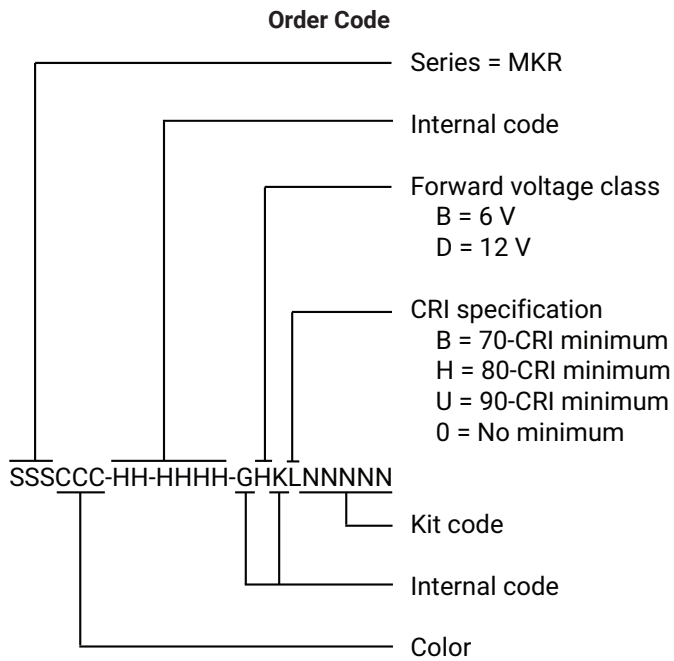 Order Code
Series = MKR
Internal code
Forward voltage class
B = 6 V
D = 12 V
CRI specification
B = 70-CRI minimum
H = 80-CRI minimum
U = 90-CRI minimum
0 = No minimum
SSSCCC-HH-HHHH-GHKLNNNNN
Kit code
Internal code
Color